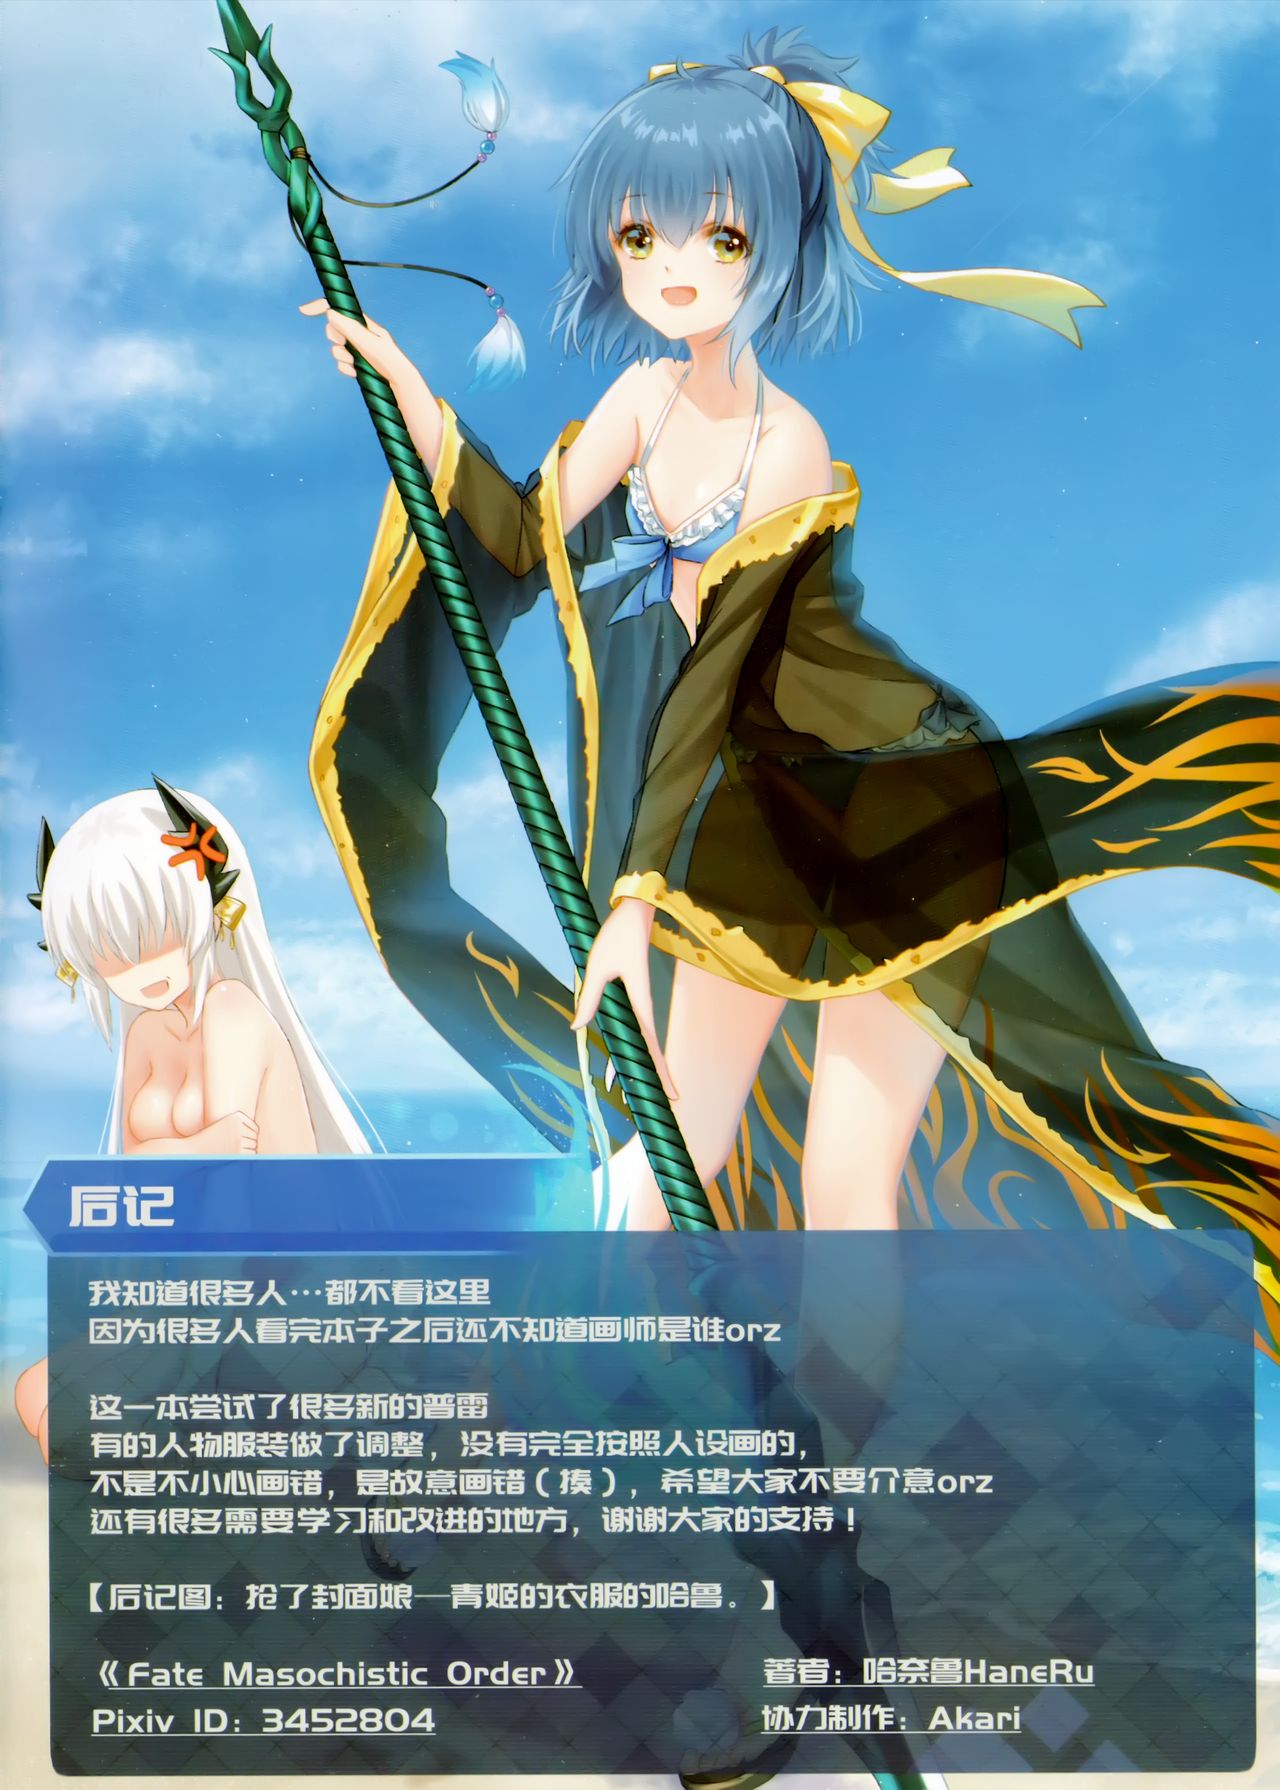 后记
我知道很多人…都不看这里
因为很多人看完本子之后还不知道画师是谁orz
这一本尝试了很多新的普雷
有的人物服装做了调整，没有完全按照人设画的，
不是不小心画错，是故意画错（揍），希望大家不要介意orz
还有很多需要学习和改进的地方，谢谢大家的支持！
【后记图：抢了封面娘—青姬的衣服的哈鲁。】
《Fate Masochistic Order》
著者：哈奈鲁HaneRu
Pixiv ID：3452804
协力制作：Akari